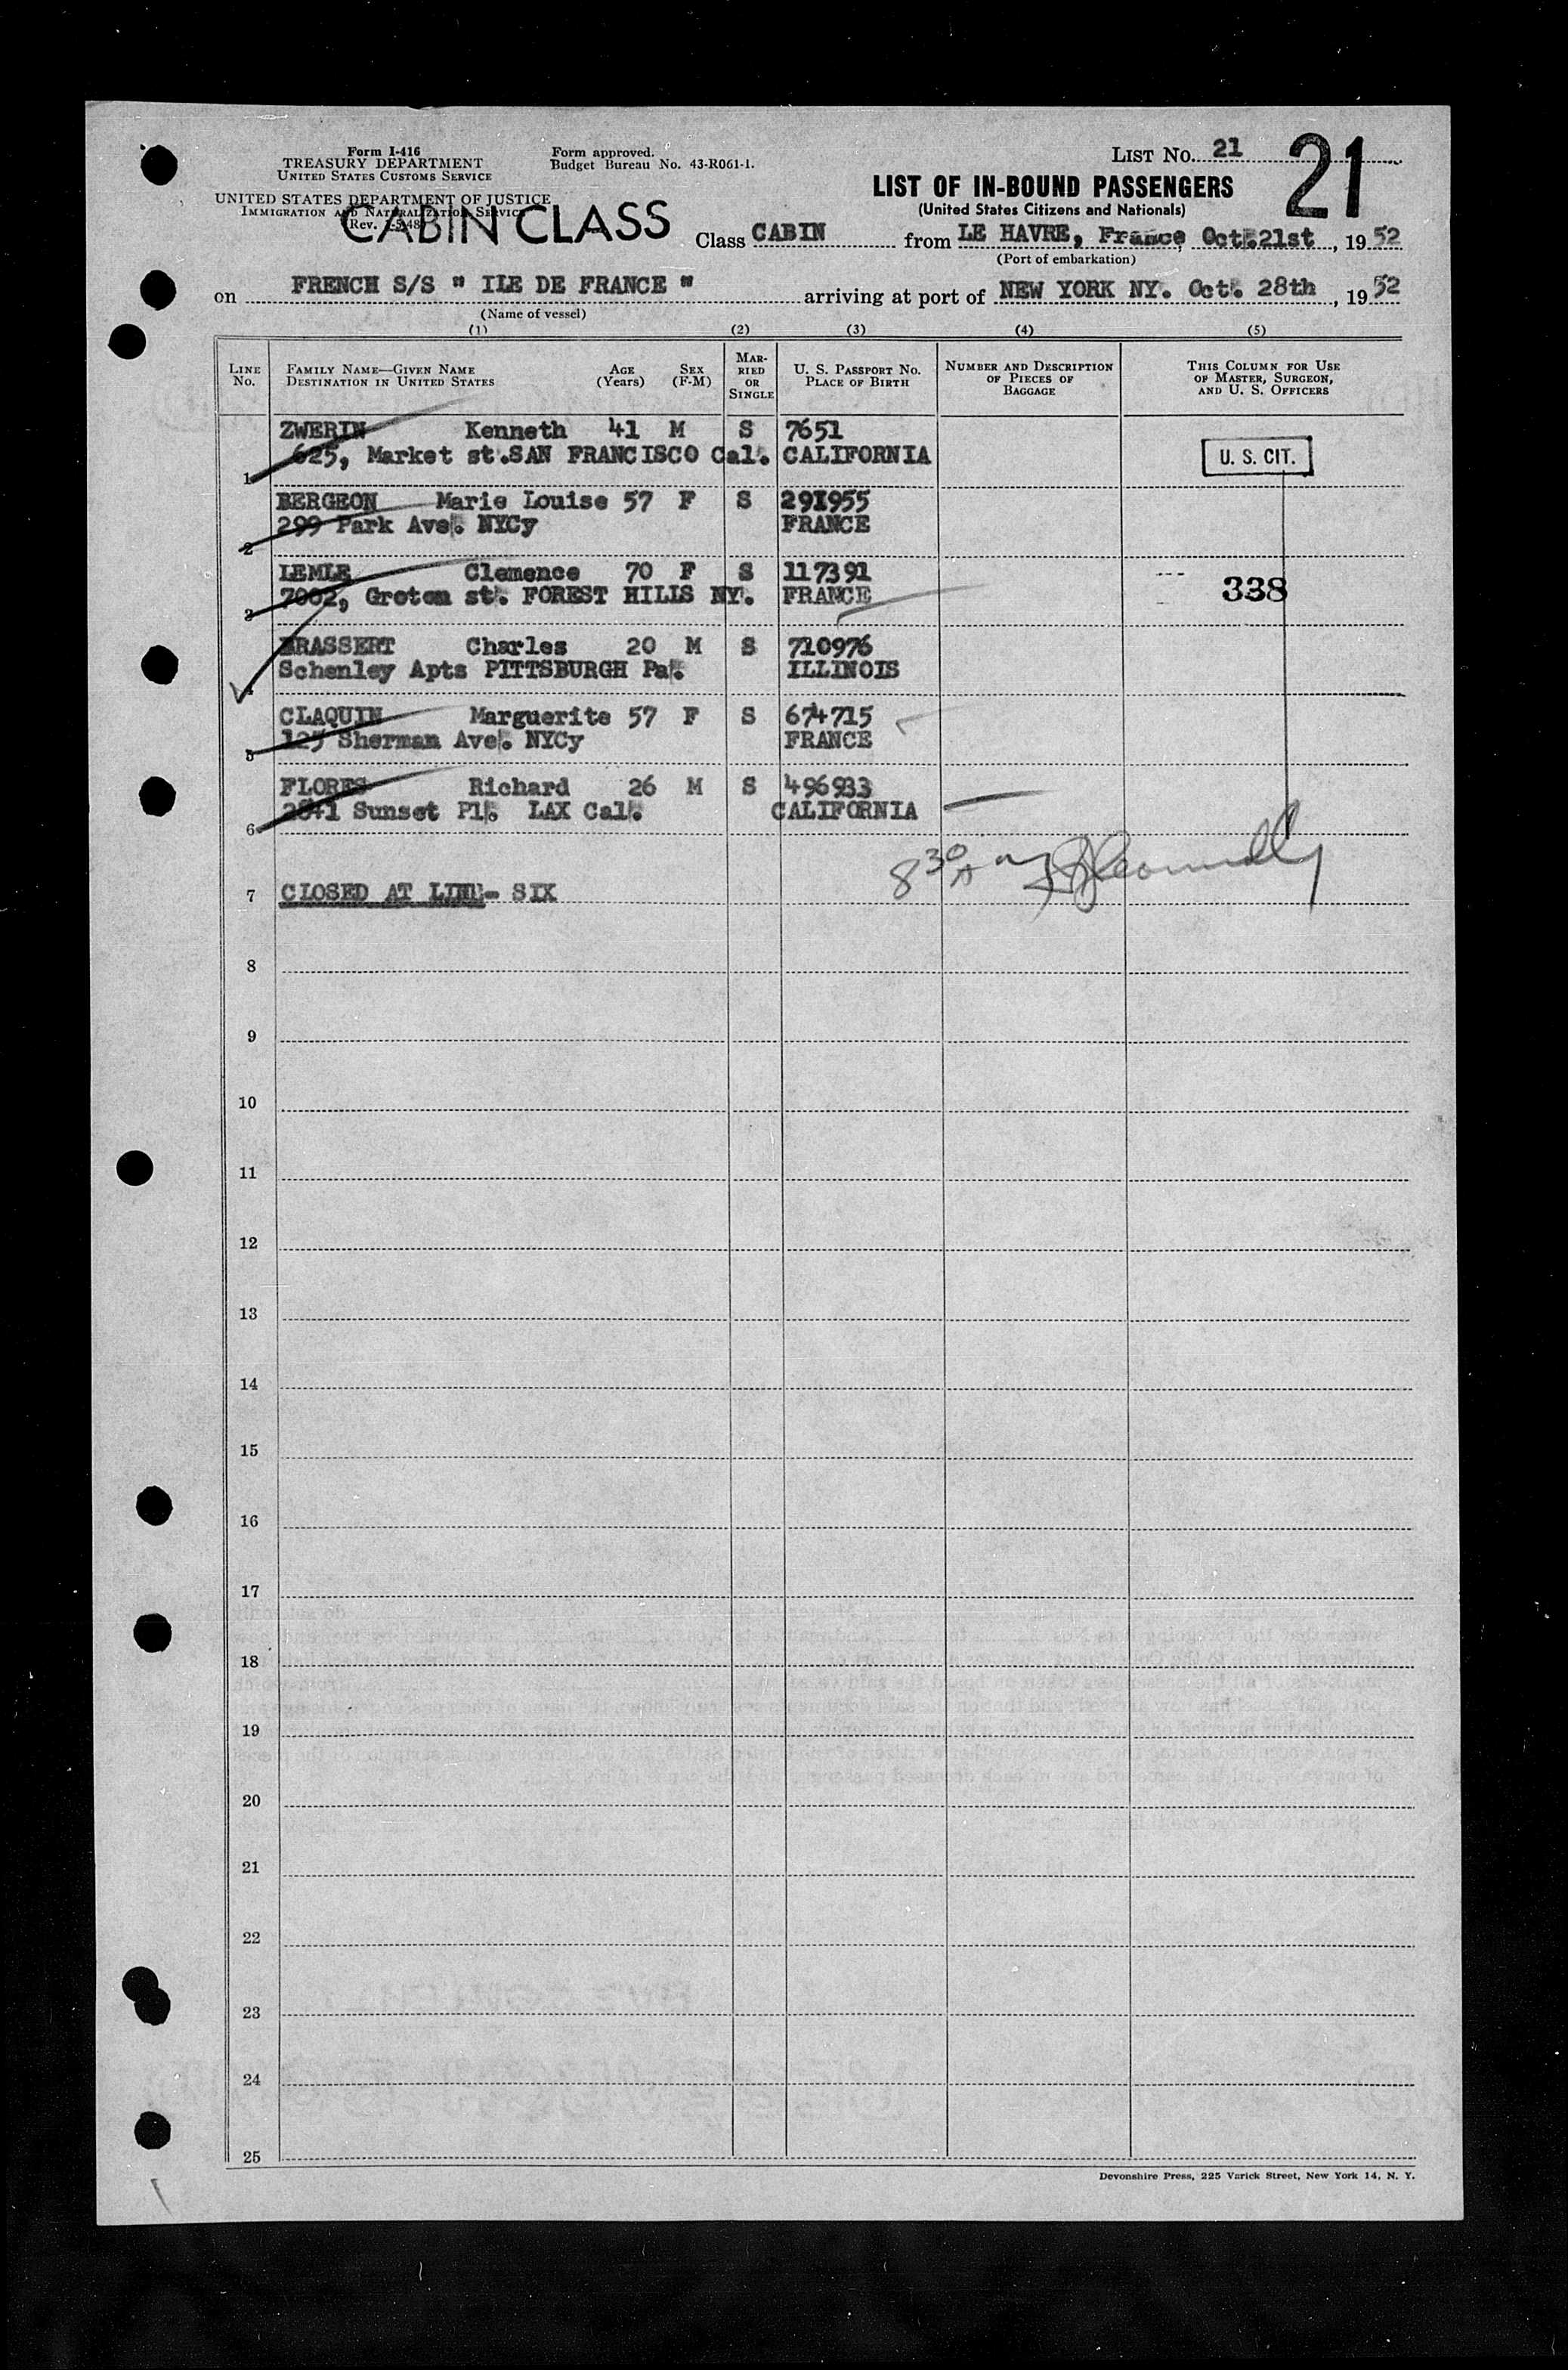 Form I-416
TREASURY DEPARTMENT
UNITED STATES CUSTOMS SERVICE
UNITED STATES DEPARTMENT OF JUSTICE
IMMIGRATION AND NATURALIZATION SERVICE
Form approved.
Budget Bureau No. 43-R061-1.
CABIN CLASS
LIST NO. 21
21
LIST OF IN-BOUND PASSENGERS
(United States Citizens and Nationals)
Class CABIN from LE HAVRE, France, Oct. 21st, 1952
(Port of embarkation)
on FRENCH S/S " ILE DE FRANCE " arriving at port of NEW YORK NY. Oct. 28th, 1952
(Name of vessel)
(1) (2) (3) (4) (5)
LINE NO.
FAMILY NAME—GIVEN NAME
DESTINATION IN UNITED STATES
AGE (Years)
SEX (F-M)
MARRIED OR SINGLE
U. S. PASSPORT NO.
PLACE OF BIRTH
NUMBER AND DESCRIPTION OF PIECES OF BAGGAGE
THIS COLUMN FOR USE OF MASTER, SURGEON, AND U. S. OFFICERS
ZWERIN Kenneth 41 M S 7651
1 625, Market st. SAN FRANCISCO Cal. CALIFORNIA U. S. CIT.
BERGEON Marie Louise 57 F S 291955
2 299 Park Ave. NYCy FRANCE
LEMLE Clemence 70 F S 117391
3 7002, Groton st. FOREST HILLS NY. FRANCE 338
BRASSERT Charles 20 M S 710976
4 Schenley Apts PITTSBURGH Pa. ILLINOIS
CLAQUIN Marguerite 57 F S 674715
5 125 Sherman Ave. NYCy FRANCE
FLORES Richard 26 M S 496933
6 2841 Sunset Pl. LAX Cal. CALIFORNIA
8 30 A
7 CLOSED AT LINE- SIX
8
9
10
11
12
13
14
15
16
17
18
19
20
21
22
23
24
25
Devonshire Press, 225 Varick Street, New York 14, N. Y.